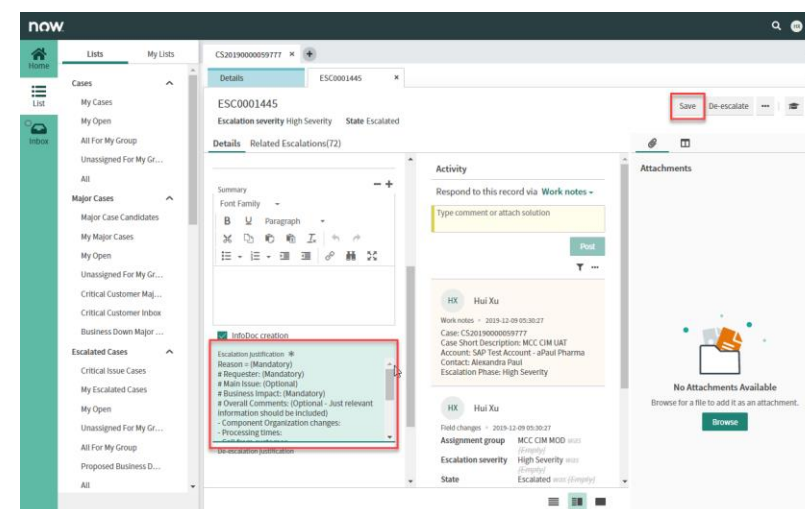 now
Home
List
Inbox
Lists
My Lists
Cases
My Cases
My Open
All For My Group
Unassigned For My Gr...
All
Major Cases
Major Case Candidates
My Major Cases
My Open
Unassigned For My Gr...
Critical Customer Maj...
Critical Customer Inbox
Business Down Major ...
Escalated Cases
Critical Issue Cases
My Escalated Cases
My Open
Unassigned For My Gr...
All For My Group
Proposed Business D...
All
CS20190000059777
Details
ESC0001445
ESC0001445
Escalation severity High Severity State Escalated
Save
De-escalate
Details Related Escalations(72)
Summary
Font Family
B U Paragraph
InfoDoc creation
Escalation justification
Reason = (Mandatory)
# Requester: (Mandatory)
# Main Issue: (Optional)
# Business Impact: (Mandatory)
# Overall Comments: (Optional - Just relevant
information should be included)
- Component Organization changes:
- Processing times:
- Call from customer
De-escalation justification
Activity
Respond to this record via Work notes
Type comment or attach solution
Post
HX Hui Xu
Work notes • 2019-12-09 05:30:27
Case: CS20190000059777
Case Short Description: MCC CIM UAT
Account: SAP Test Account - aPaul Pharma
Contact: Alexandra Paul
Escalation Phase: High Severity
HX Hui Xu
Field changes • 2019-12-09 05:30:27
Assignment group MCC CIM MOD was
(Empty)
Escalation severity High Severity was
(Empty)
State Escalated was (Empty)
Attachments
No Attachments Available
Browse for a file to add it as an attachment.
Browse